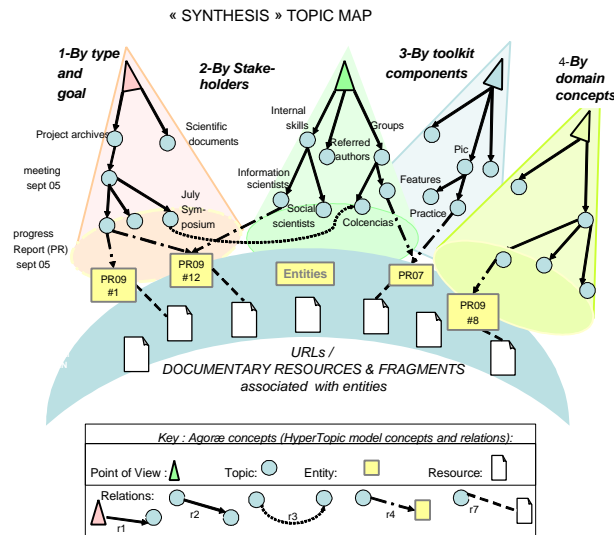 « SYNTHESIS » TOPIC MAP
1-By type
and
goal
2-By Stake-
holders
3-By toolkit
components
4-By
domain
concepts
Project archives
Scientific
documents
Internal
skills
Groups
Referred
authors
Pic
meeting
sept 05
Information
scientists
Features
July
Sym-
posium
Social
scientists
Colcencias
Practice
progress
Report (PR)
sept 05
PR09
#1
PR09
#12
Entities
PR07
PR09
#8
URLs /
DOCUMENTARY RESOURCES & FRAGMENTS
associated with entities
Key : Agoræ concepts (HyperTopic model concepts and relations):
Point of View :
Topic:
Entity:
Resource:
Relations:
r1
r2
r3
r4
r7